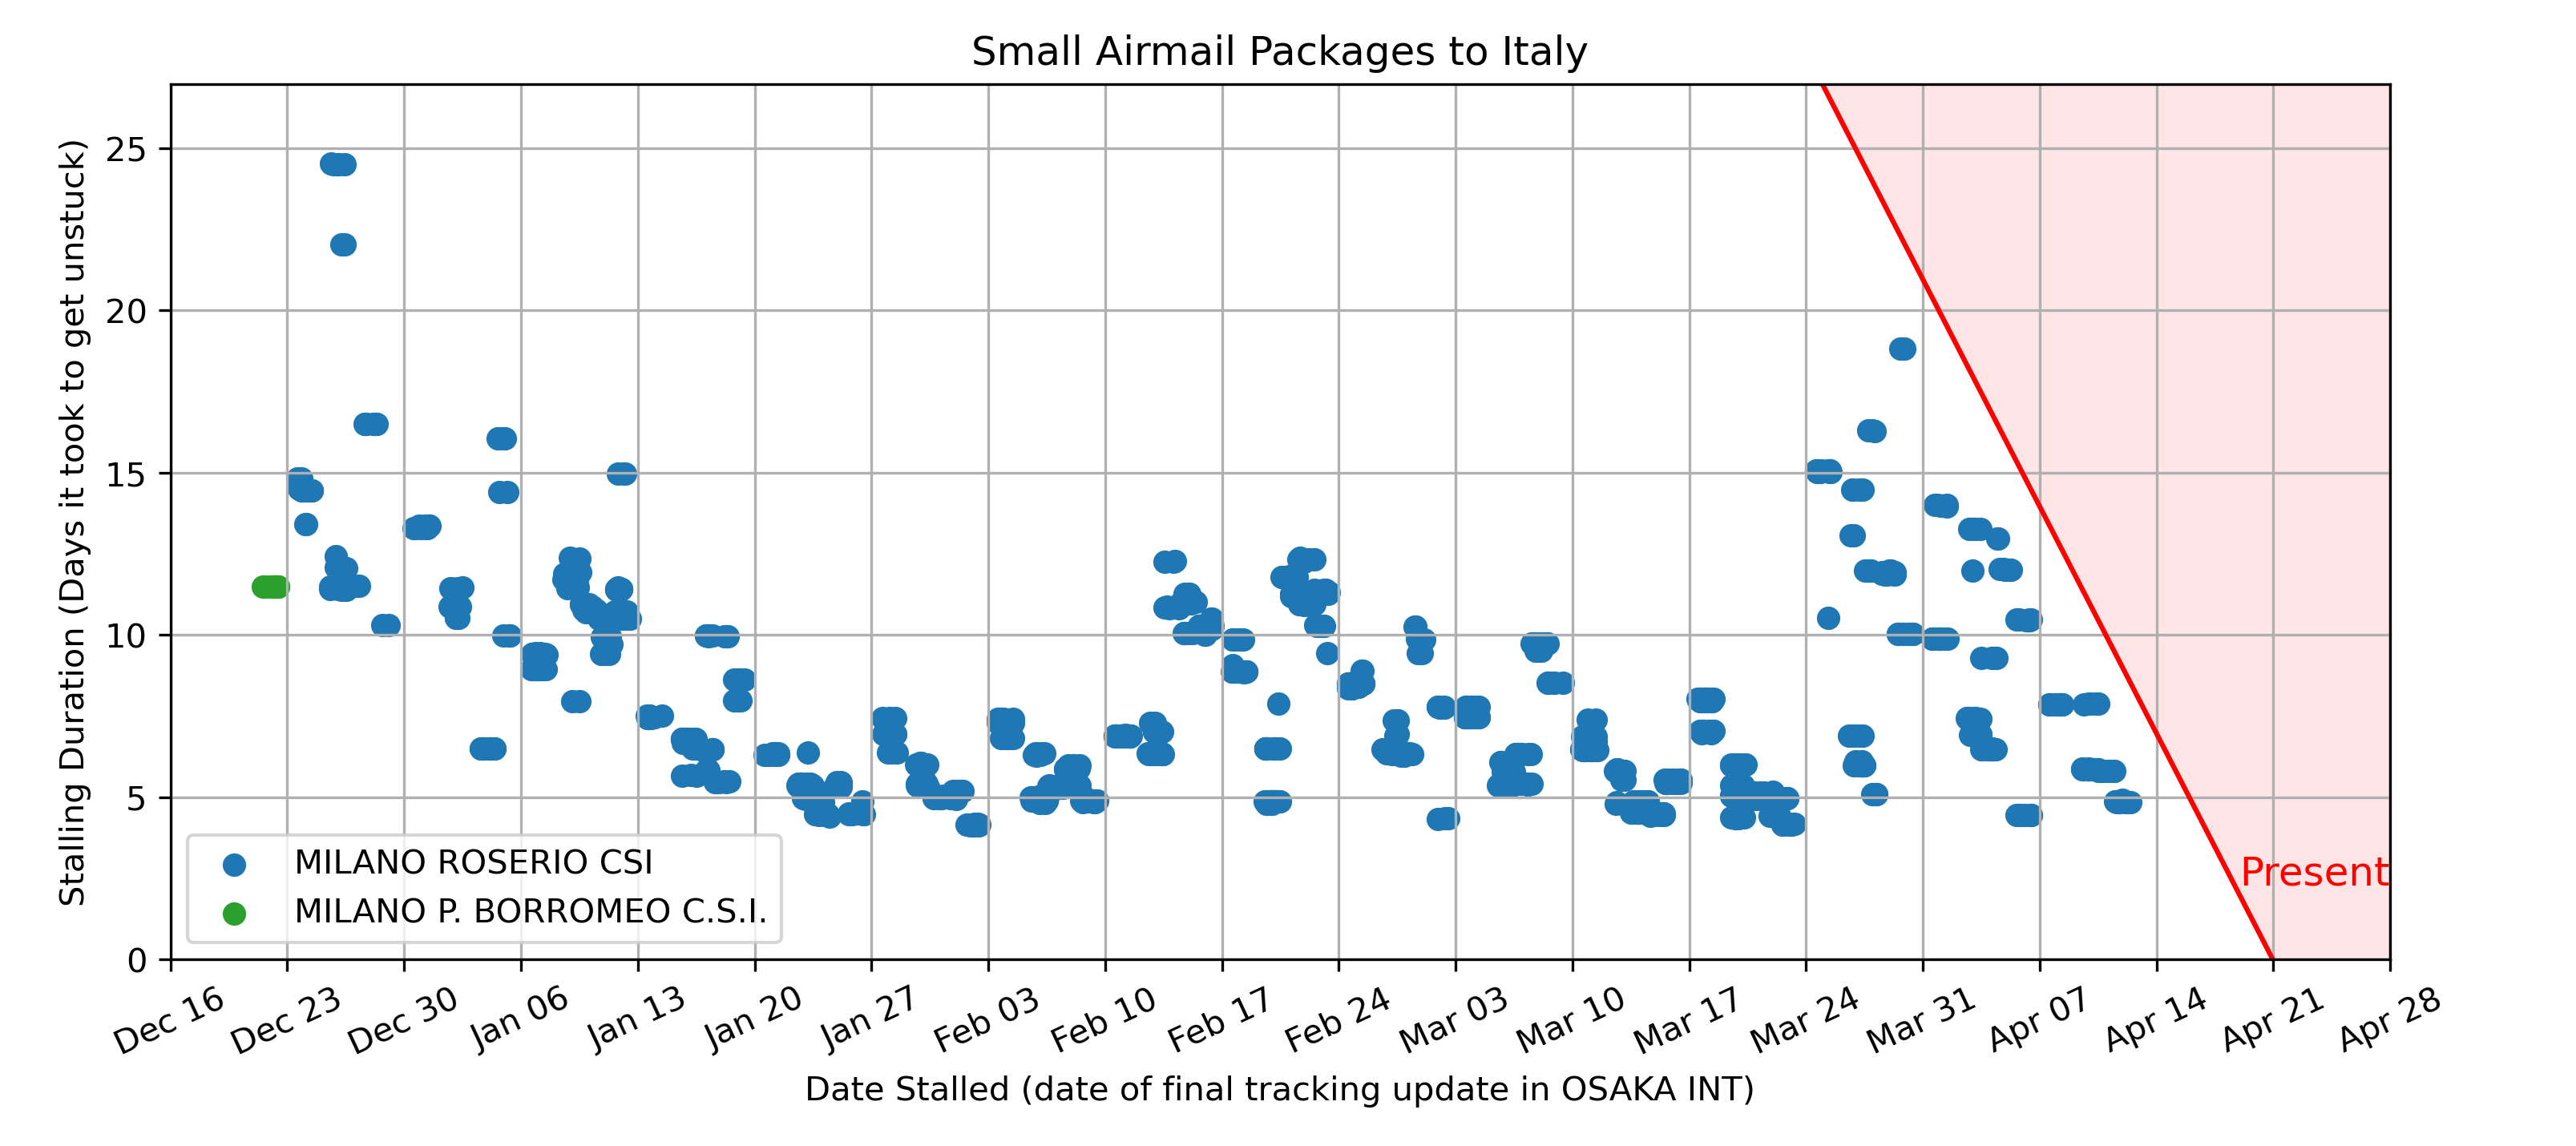 Small Airmail Packages to Italy
Stalling Duration (Days it took to get unstuck)
25
20
15
10
5
0
MILANO ROSERIO CSI
MILANO P. BORROMEO C.S.I.
Present
Dec 16
Dec 23
Dec 30
Jan 06
Jan 13
Jan 20
Jan 27
Feb 03
Feb 10
Feb 17
Feb 24
Mar 03
Mar 10
Mar 17
Mar 24
Mar 31
Apr 07
Apr 14
Apr 21
Apr 28
Date Stalled (date of final tracking update in OSAKA INT)